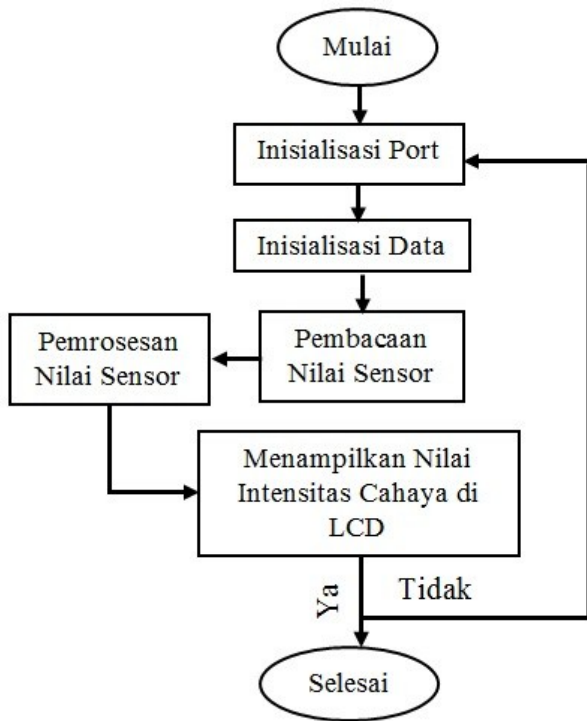 Mulai
Inisialisasi Port
Inisialisasi Data
Pembacaan
Nilai Sensor
Pemrosesan
Nilai Sensor
Menampilkan Nilai
Intensitas Cahaya di
LCD
Ya
Tidak
Selesai